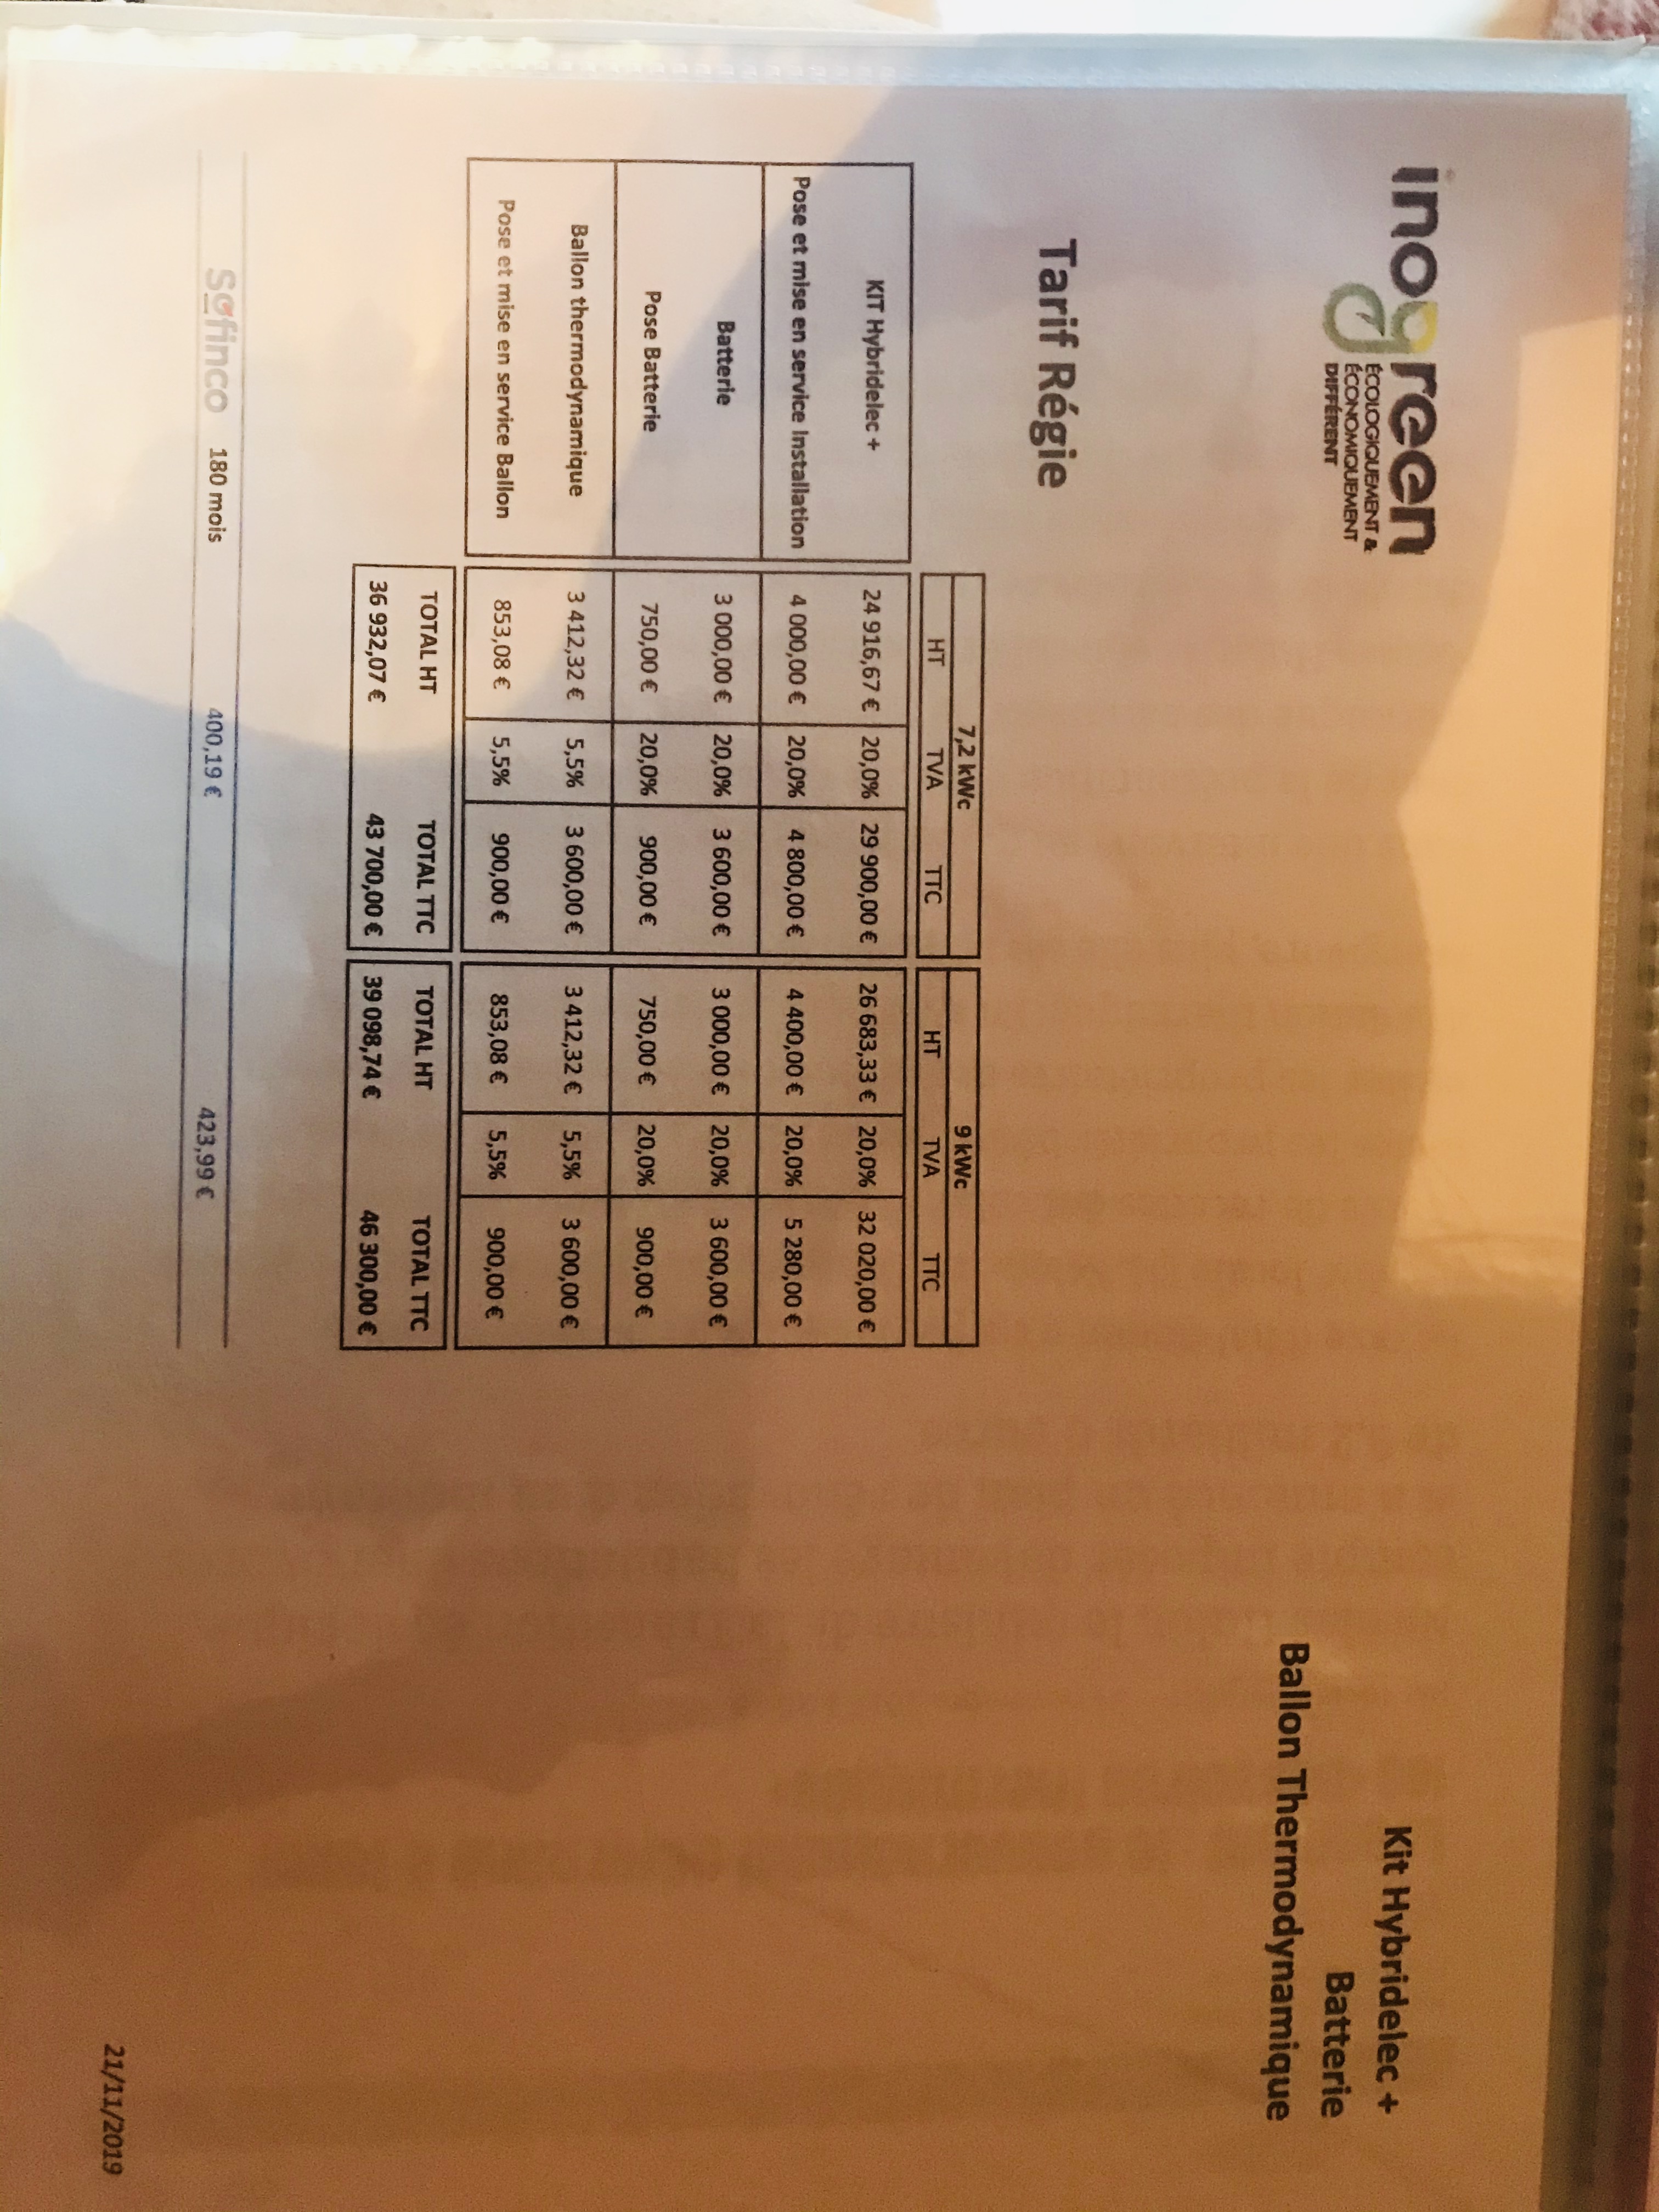 inogreen
ÉCOLOGIQUEMENT &
ÉCONOMIQUEMENT
DIFFÉRENT
Kit Hybridelec +
Batterie
Ballon Thermodynamique
Tarif Régie
7,2 kWc 9 kWc
HT TVA TTC HT TVA TTC
KIT Hybridelec + 24 916,67 € 20,0% 29 900,00 € 26 683,33 € 20,0% 32 020,00 €
Pose et mise en service Installation 4 000,00 € 20,0% 4 800,00 € 4 400,00 € 20,0% 5 280,00 €
Batterie 3 000,00 € 20,0% 3 600,00 € 3 000,00 € 20,0% 3 600,00 €
Pose Batterie 750,00 € 20,0% 900,00 € 750,00 € 20,0% 900,00 €
Ballon thermodynamique 3 412,32 € 5,5% 3 600,00 € 3 412,32 € 5,5% 3 600,00 €
Pose et mise en service Ballon 853,08 € 5,5% 900,00 € 853,08 € 5,5% 900,00 €
TOTAL HT TOTAL TTC TOTAL HT TOTAL TTC
36 932,07 € 43 700,00 € 39 098,74 € 46 300,00 €
Sofinco 180 mois 400,19 € 423,99 €
21/11/2019